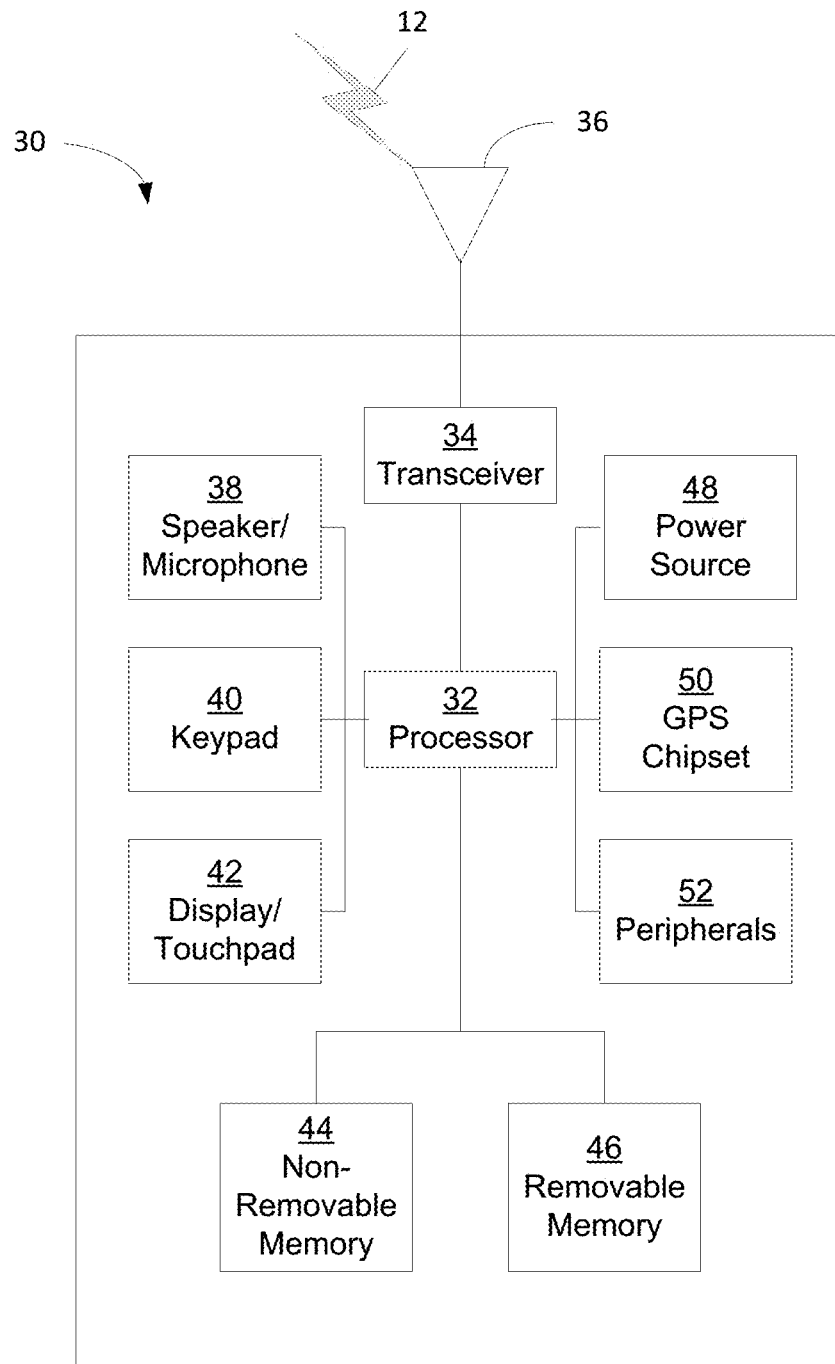 12
36
30
34
Transceiver
38
Speaker/
Microphone
48
Power
Source
40
Keypad
32
Processor
50
GPS
Chipset
42
Display/
Touchpad
52
Peripherals
44
Non-
Removable
Memory
46
Removable
Memory